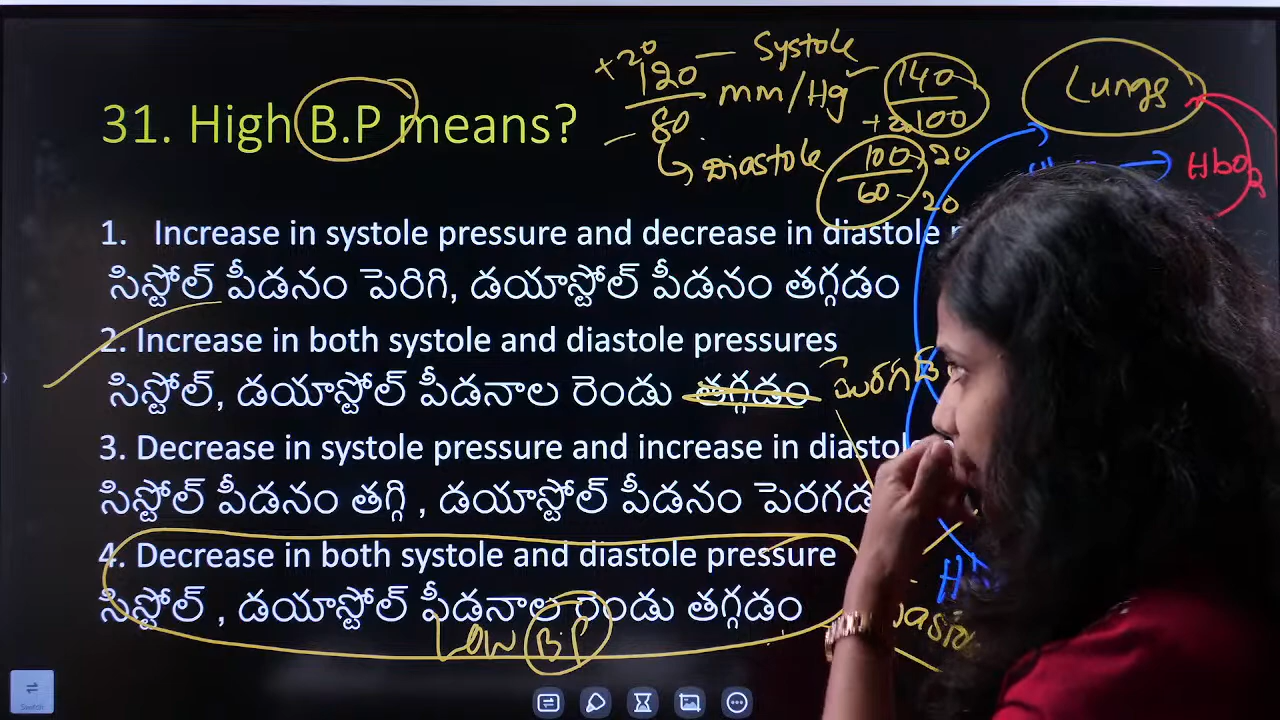 31. High B.P means?
+20
120 – Systole
80 mm/Hg
Diastole
140
100
100 20
60 - 20
Lungs
HbO2
1. Increase in systole pressure and decrease in diastole
సిస్టోల్ పీడనం పెరిగి, డయాస్టోల్ పీడనం తగ్గడం
2. Increase in both systole and diastole pressures
సిస్టోల్, డయాస్టోల్ పీడనాల రెండు తగ్గడం
3. Decrease in systole pressure and increase in diastole
సిస్టోల్ పీడనం తగ్గి , డయాస్టోల్ పీడనం పెరగడ
4. Decrease in both systole and diastole pressure
సిస్టోల్ , డయాస్టోల్ పీడనాల రెండు తగ్గడం
Low B.P